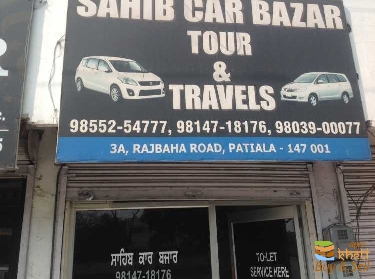 SAHIB CAR BAZAR
TOUR
&
TRAVELS
98552-54777, 98147-18176, 98039-00077
3A, RAJBAHA ROAD, PATIALA - 147 001
ਸਾਹਿਬ ਕਾਰ ਬਜਾਰ
98147-18176
TO-LET
SERVICE HERE
kheti